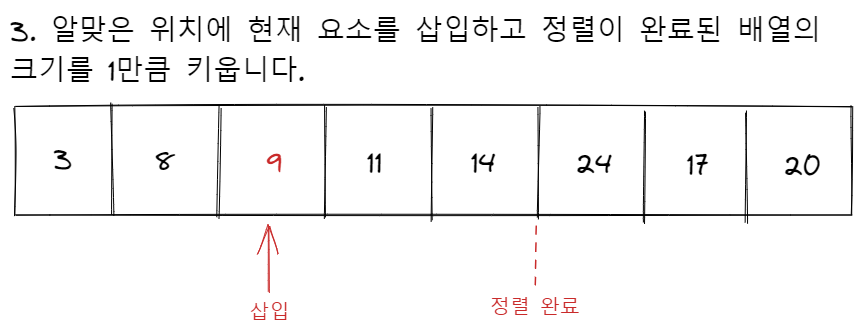 3. 알맞은 위치에 현재 요소를 삽입하고 정렬이 완료된 배열의
크기를 1만큼 키웁니다.
3 8 9 11 14 24 17 20
삽입 정렬 완료